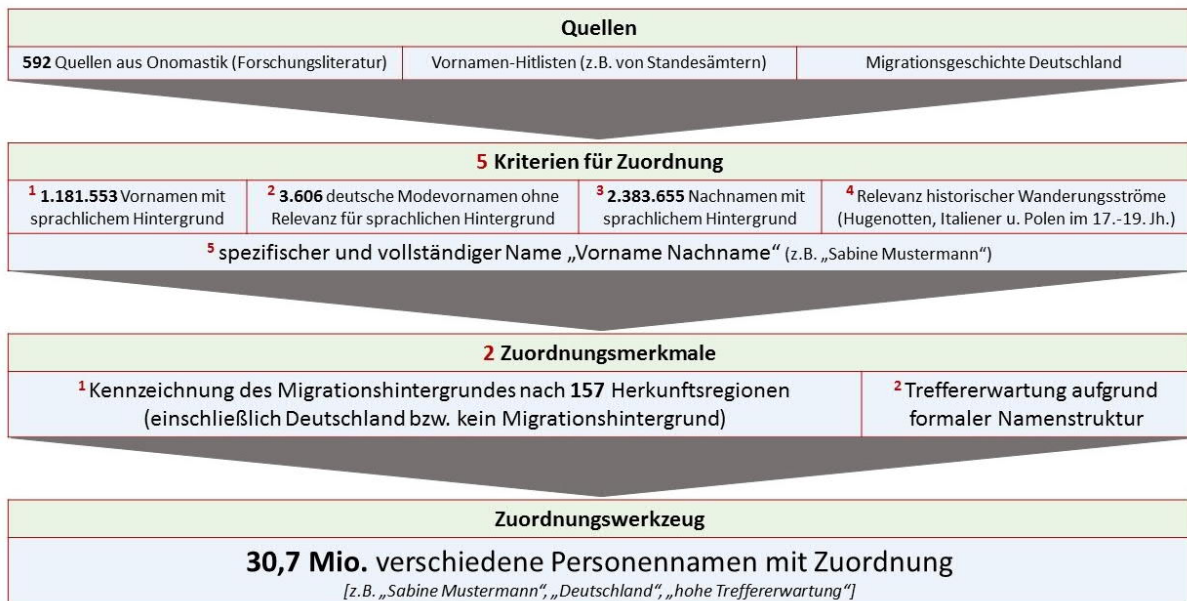 Quellen
592 Quellen aus Onomastik (Forschungsliteratur)
Vornamen-Hitlisten (z.B. von Standesämtern)
Migrationsgeschichte Deutschland
5 Kriterien für Zuordnung
1 1.181.553 Vornamen mit
sprachlichem Hintergrund
2 3.606 deutsche Modevornamen ohne
Relevanz für sprachlichen Hintergrund
3 2.383.655 Nachnamen mit
sprachlichem Hintergrund
4 Relevanz historischer Wanderungsströme
(Hugenotten, Italiener u. Polen im 17.-19. Jh.)
5 spezifischer und vollständiger Name „Vorname Nachname“ (z.B. „Sabine Mustermann“)
2 Zuordnungsmerkmale
1 Kennzeichnung des Migrationshintergrundes nach 157 Herkunftsregionen
(einschließlich Deutschland bzw. kein Migrationshintergrund)
2 Treffererwartung aufgrund
formaler Namenstruktur
Zuordnungswerkzeug
30,7 Mio. verschiedene Personennamen mit Zuordnung
[z.B. „Sabine Mustermann“, „Deutschland“, „hohe Treffererwartung“]